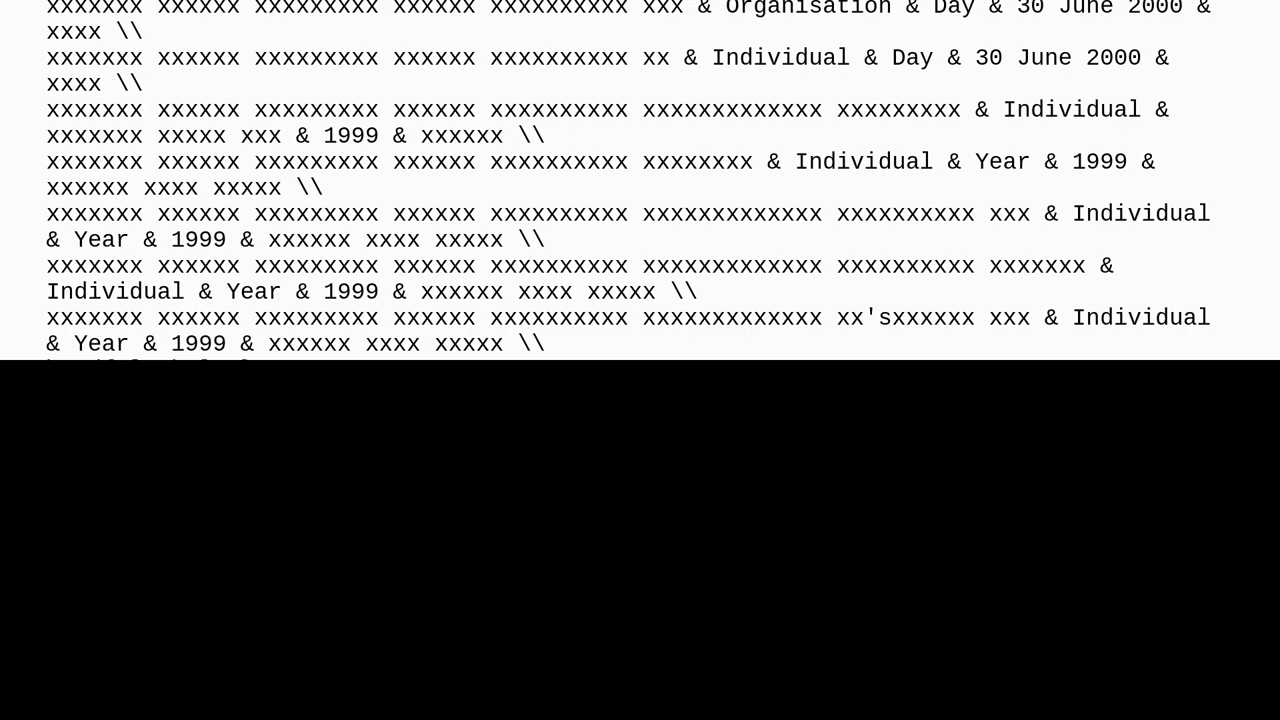 xxxxxxx xxxxxx xxxxxxxxx xxxxxx xxxxxxxxxx xxx & Organisation & Day & 30 June 2000 &
xxxx \\
xxxxxxx xxxxxx xxxxxxxxx xxxxxx xxxxxxxxxx xx & Individual & Day & 30 June 2000 &
xxxx \\
xxxxxxx xxxxxx xxxxxxxxx xxxxxx xxxxxxxxxx xxxxxxxxxxxxx xxxxxxxxx & Individual &
xxxxxxx xxxxx xxx & 1999 & xxxxxx \\
xxxxxxx xxxxxx xxxxxxxxx xxxxxx xxxxxxxxxx xxxxxxxx & Individual & Year & 1999 &
xxxxxx xxxx xxxxx \\
xxxxxxx xxxxxx xxxxxxxxx xxxxxx xxxxxxxxxx xxxxxxxxxxxxx xxxxxxxxxx xxx & Individual
& Year & 1999 & xxxxxx xxxx xxxxx \\
xxxxxxx xxxxxx xxxxxxxxx xxxxxx xxxxxxxxxx xxxxxxxxxxxxx xxxxxxxxxx xxxxxxx &
Individual & Year & 1999 & xxxxxx xxxx xxxxx \\
xxxxxxx xxxxxx xxxxxxxxx xxxxxx xxxxxxxxxx xxxxxxxxxxxxx xx'sxxxxxx xxx & Individual
& Year & 1999 & xxxxxx xxxx xxxxx \\